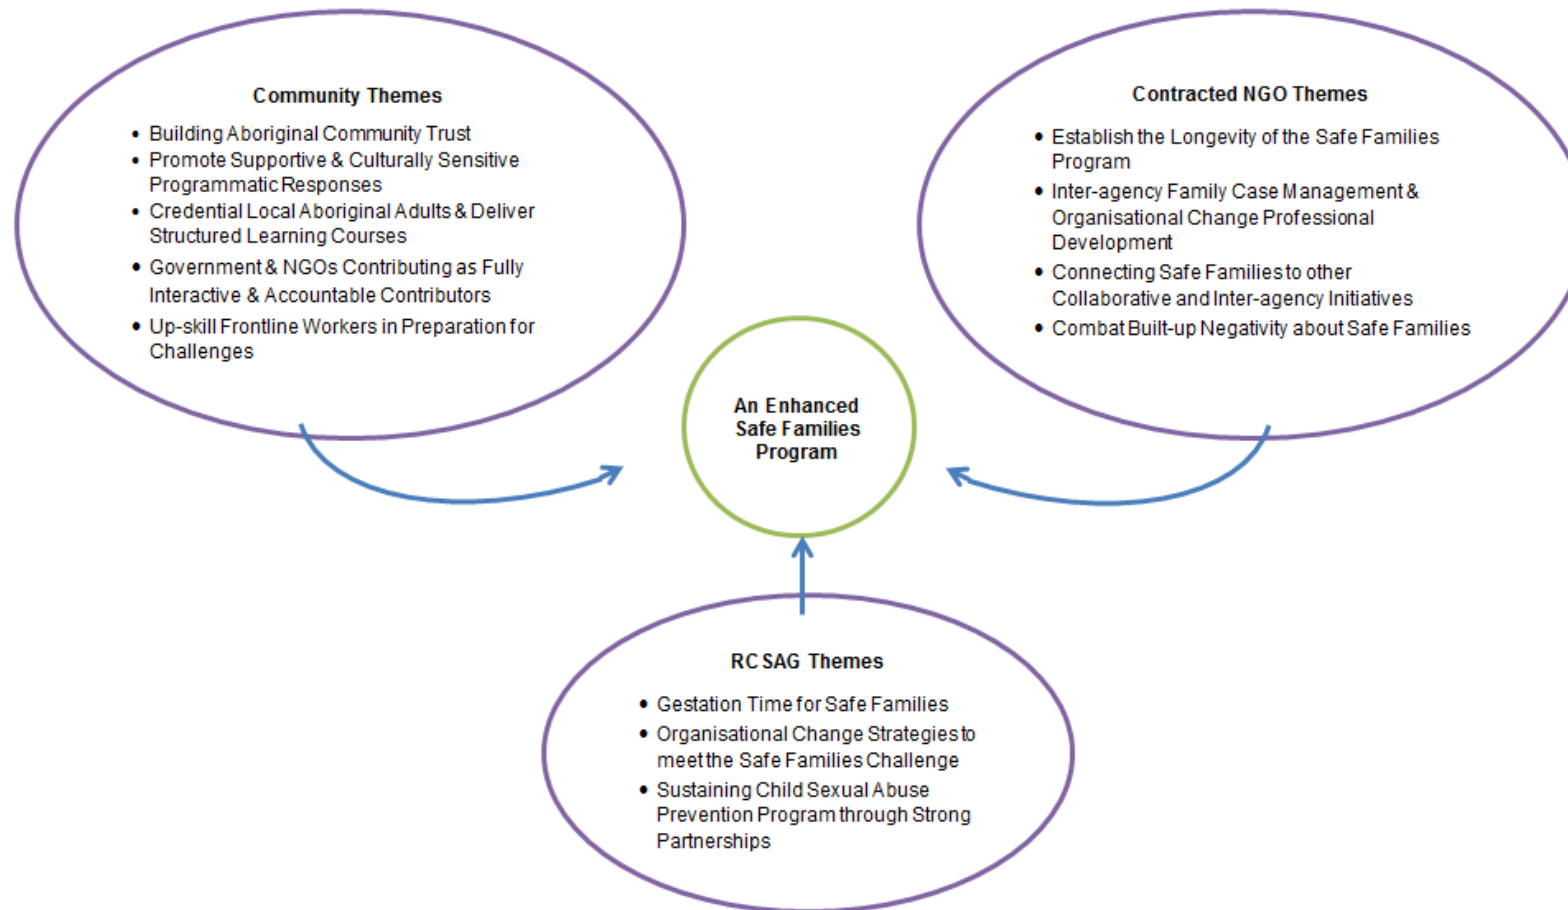 Community Themes
• Building Aboriginal Community Trust
• Promote Supportive & Culturally Sensitive
Programmatic Responses
• Credential Local Aboriginal Adults & Deliver
Structured Learning Courses
• Government & NGOs Contributing as Fully
Interactive & Accountable Contributors
• Up-skill Frontline Workers in Preparation for
Challenges
Contracted NGO Themes
• Establish the Longevity of the Safe Families
Program
• Inter-agency Family Case Management &
Organisational Change Professional
Development
• Connecting Safe Families to other
Collaborative and Inter-agency Initiatives
• Combat Built-up Negativity about Safe Families
An Enhanced
Safe Families
Program
RC SAG Themes
• Gestation Time for Safe Families
• Organisational Change Strategies to
meet the Safe Families Challenge
• Sustaining Child Sexual Abuse
Prevention Program through Strong
Partnerships